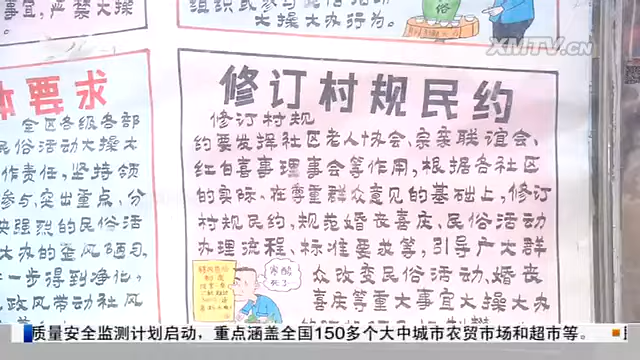 事宜,严禁大操
组织或参与民俗活动
大操大办行为。
俗
XMTV.CN
体要求
全区各级各部
民俗活动大操大
作责任,坚持领
参与、突出重点、分
央强烈的民俗活
大办的歪风陋习,
一步得到净化。
政风带动社风
修订村规民约
修订村规
约要发挥社区老人协会、宗亲联谊会、
红白喜事理事会等作用,根据各社区
的实际、在尊重群众意见的基础上,修订
村规民约,规范婚丧喜庆、民俗活动
办理流程、标准要求等,引导广大群
众改变民俗活动、婚丧
喜庆等重大事宜大操大办
质量安全监测计划启动,重点涵盖全国150多个大中城市农贸市场和超市等。